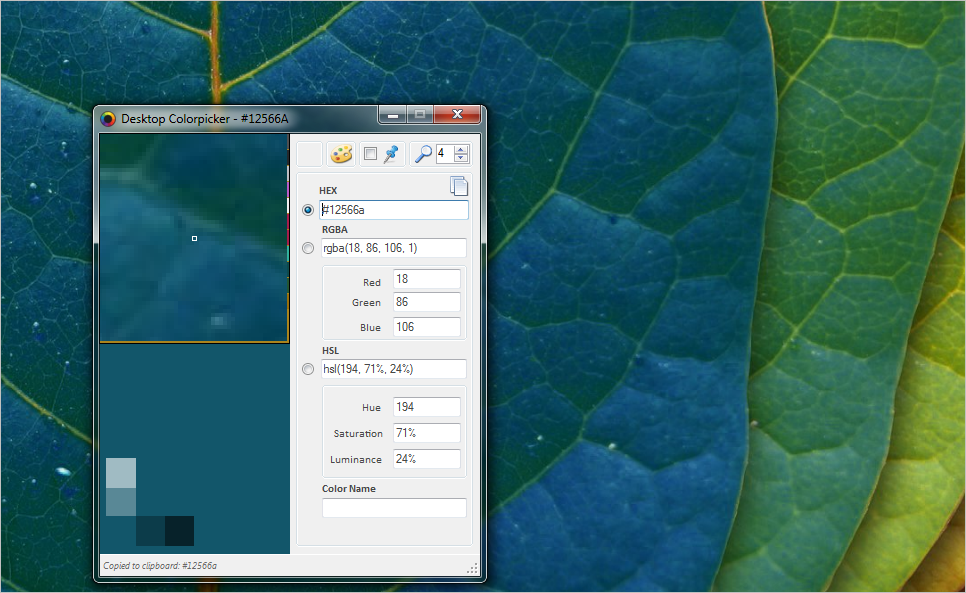 Desktop Colorpicker - #12566A
4
HEX
#12566a
RGBA
rgba(18, 86, 106, 1)
Red 18
Green 86
Blue 106
HSL
hsl(194, 71%, 24%)
Hue 194
Saturation 71%
Luminance 24%
Color Name
Copied to clipboard: #12566a